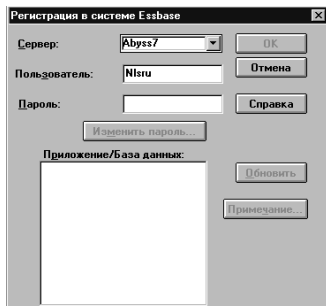 Регистрация в системе Essbase
Сервер: Abyss7 OK
Пользователь: Nlsru Отмена
Пароль: Справка
Изменить пароль...
Приложение/База данных:
Обновить
Примечание...